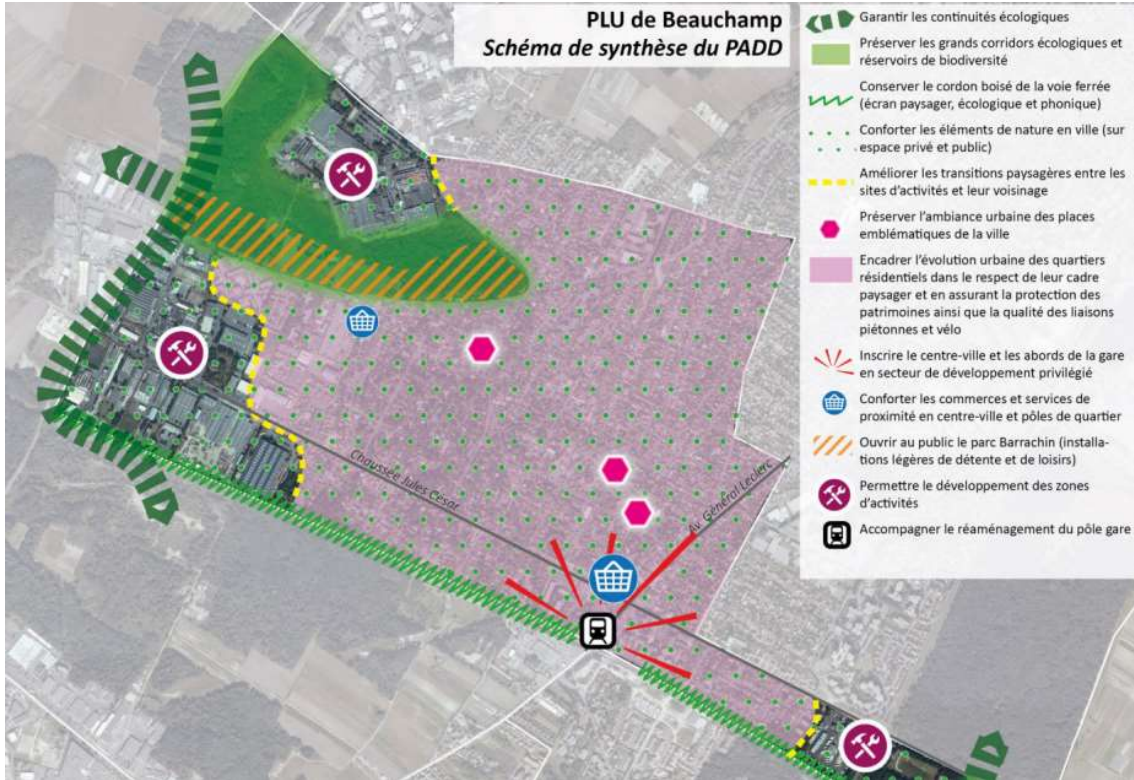 PLU de Beauchamp
Schéma de synthèse du PADD
Garantir les continuités écologiques
Préserver les grands corridors écologiques et
réservoirs de biodiversité
Conserver le cordon boisé de la voie ferrée
(écran paysager, écologique et phonique)
Conforter les éléments de nature en ville (sur
espace privé et public)
Améliorer les transitions paysagères entre les
sites d'activités et leur voisinage
Préserver l'ambiance urbaine des places
emblématiques de la ville
Encadrer l'évolution urbaine des quartiers
résidentiels dans le respect de leur cadre
paysager et en assurant la protection des
patrimoines ainsi que la qualité des liaisons
piétonnes et vélo
Inscrire le centre-ville et les abords de la gare
en secteur de développement privilégié
Conforter les commerces et services de
proximité en centre-ville et pôles de quartier
Ouvrir au public le parc Barrachin (installa-
tions légères de détente et de loisirs)
Permettre le développement des zones
d'activités
Accompagner le réaménagement du pôle gare
Chaussée Jules César
Av. Général Leclerc